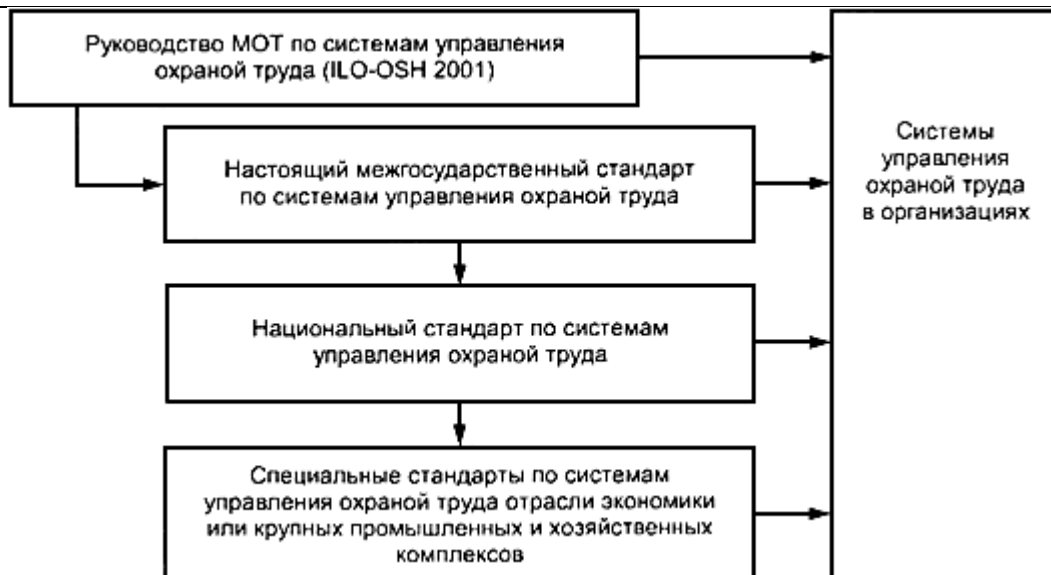 Руководство МОТ по системам управления
охраной труда (ILO-OSH 2001)
Настоящий межгосударственный стандарт
по системам управления охраной труда
Национальный стандарт по системам
управления охраной труда
Специальные стандарты по системам
управления охраной труда отрасли экономики
или крупных промышленных и хозяйственных
комплексов
Системы
управления
охраной труда
в организациях